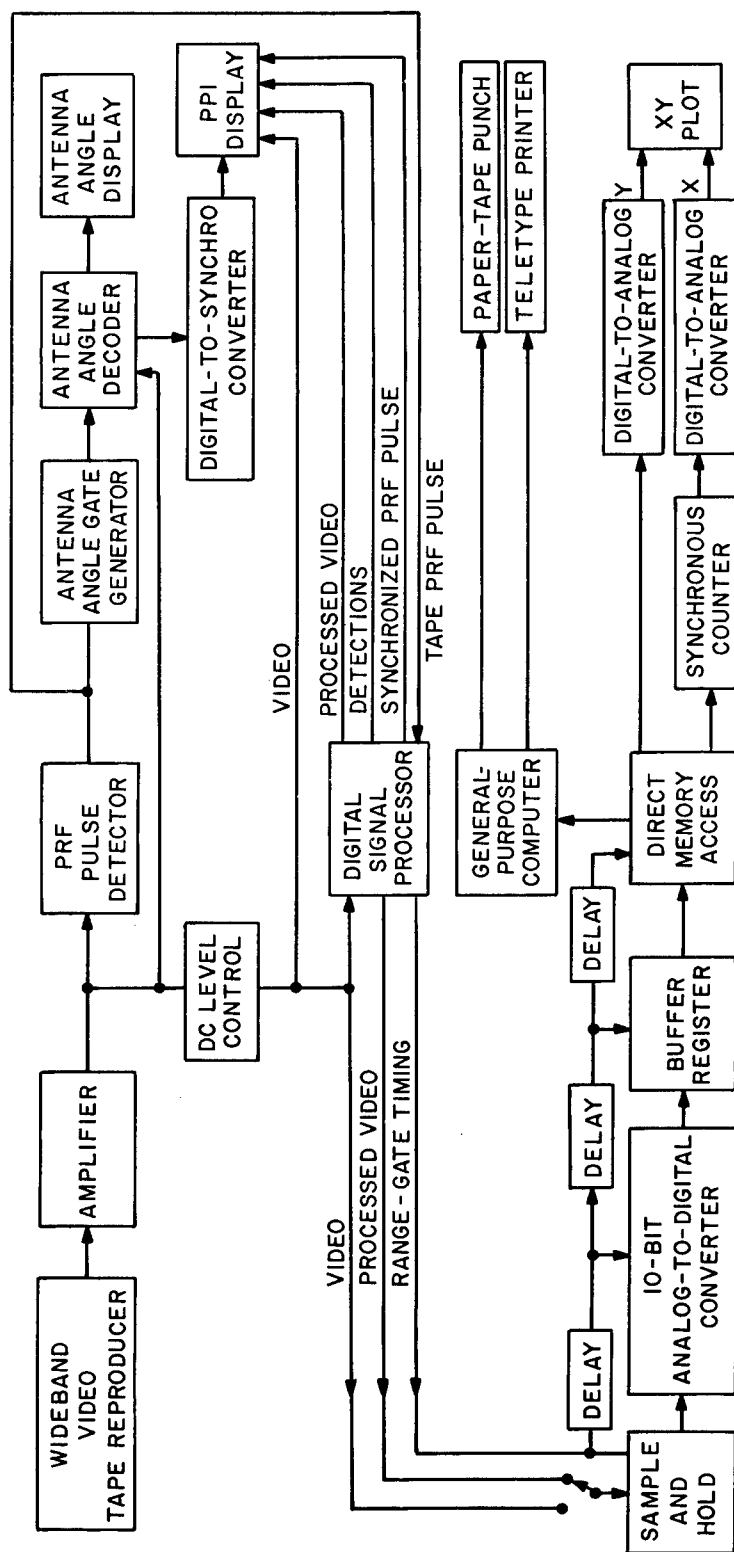 WIDEBAND
VIDEO
TAPE REPRODUCER
AMPLIFIER
PRF
PULSE
DETECTOR
ANTENNA
ANGLE GATE
GENERATOR
ANTENNA
ANGLE
DECODER
ANTENNA
ANGLE
DISPLAY
DC LEVEL
CONTROL
DIGITAL-TO-SYNCHRO
CONVERTER
PPI
DISPLAY
VIDEO
PROCESSED VIDEO
DETECTIONS
SYNCHRONIZED PRF PULSE
TAPE PRF PULSE
VIDEO
PROCESSED VIDEO
RANGE-GATE TIMING
DIGITAL
SIGNAL
PROCESSOR
GENERAL-
PURPOSE
COMPUTER
PAPER-TAPE PUNCH
TELETYPE PRINTER
DELAY
DELAY
DELAY
SAMPLE
AND
HOLD
10-BIT
ANALOG-TO-DIGITAL
CONVERTER
BUFFER
REGISTER
DIRECT
MEMORY
ACCESS
SYNCHRONOUS
COUNTER
DIGITAL-TO-ANALOG
CONVERTER
Y
DIGITAL-TO-ANALOG
CONVERTER
X
XY
PLOT